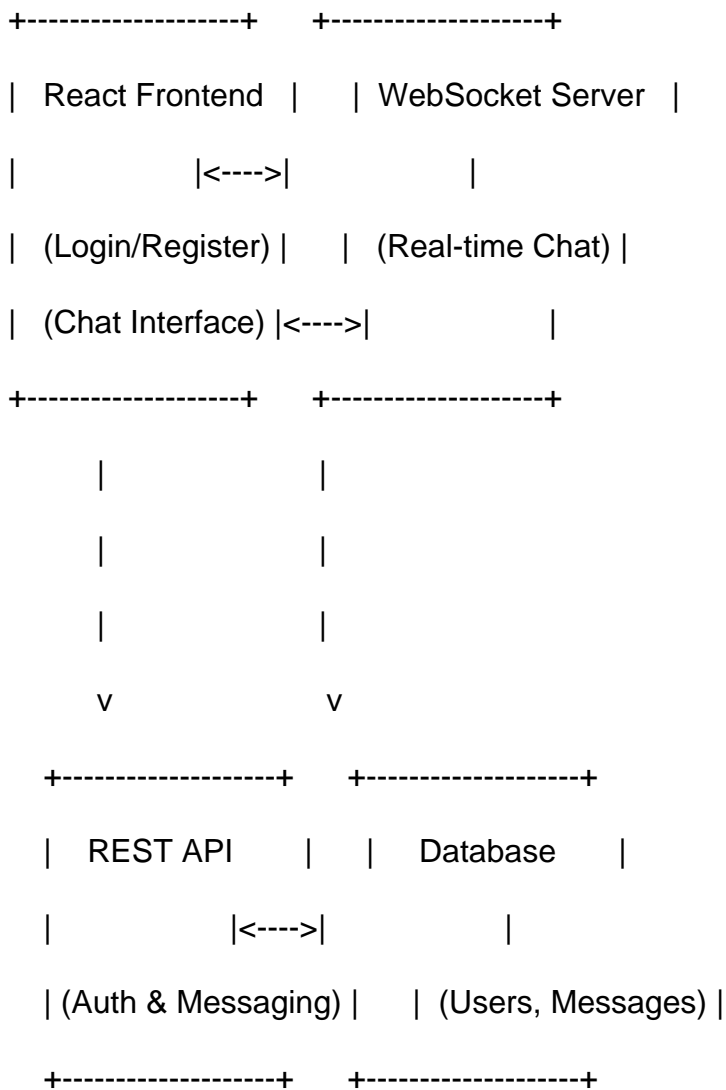 +--------------------+ +--------------------+
| React Frontend | | WebSocket Server |
| |<---->| |
| (Login/Register) | | (Real-time Chat) |
| (Chat Interface) |<---->| |
+--------------------+ +--------------------+
| |
| |
| |
v v
+--------------------+ +--------------------+
| REST API | | Database |
| |<---->| |
| (Auth & Messaging) | | (Users, Messages) |
+--------------------+ +--------------------+